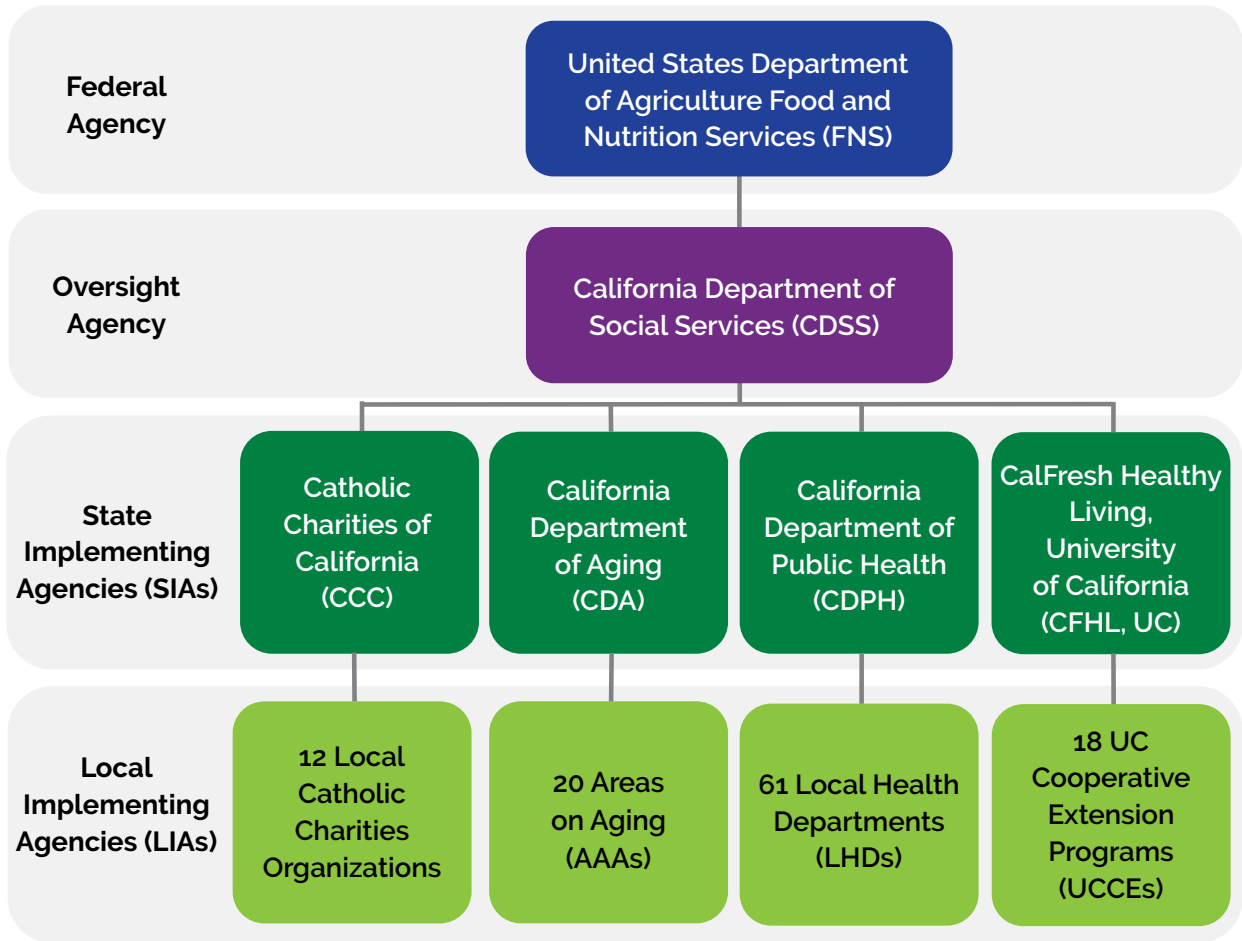 Federal
Agency
United States Department
of Agriculture Food and
Nutrition Services (FNS)
Oversight
Agency
California Department of
Social Services (CDSS)
State
Implementing
Agencies (SIAs)
Catholic
Charities of
California
(CCC)
California
Department
of Aging
(CDA)
California
Department of
Public Health
(CDPH)
CalFresh Healthy
Living,
University
of California
(CFHL, UC)
Local
Implementing
Agencies (LIAs)
12 Local
Catholic
Charities
Organizations
20 Areas
on Aging
(AAAs)
61 Local Health
Departments
(LHDs)
18 UC
Cooperative
Extension
Programs
(UCCEs)